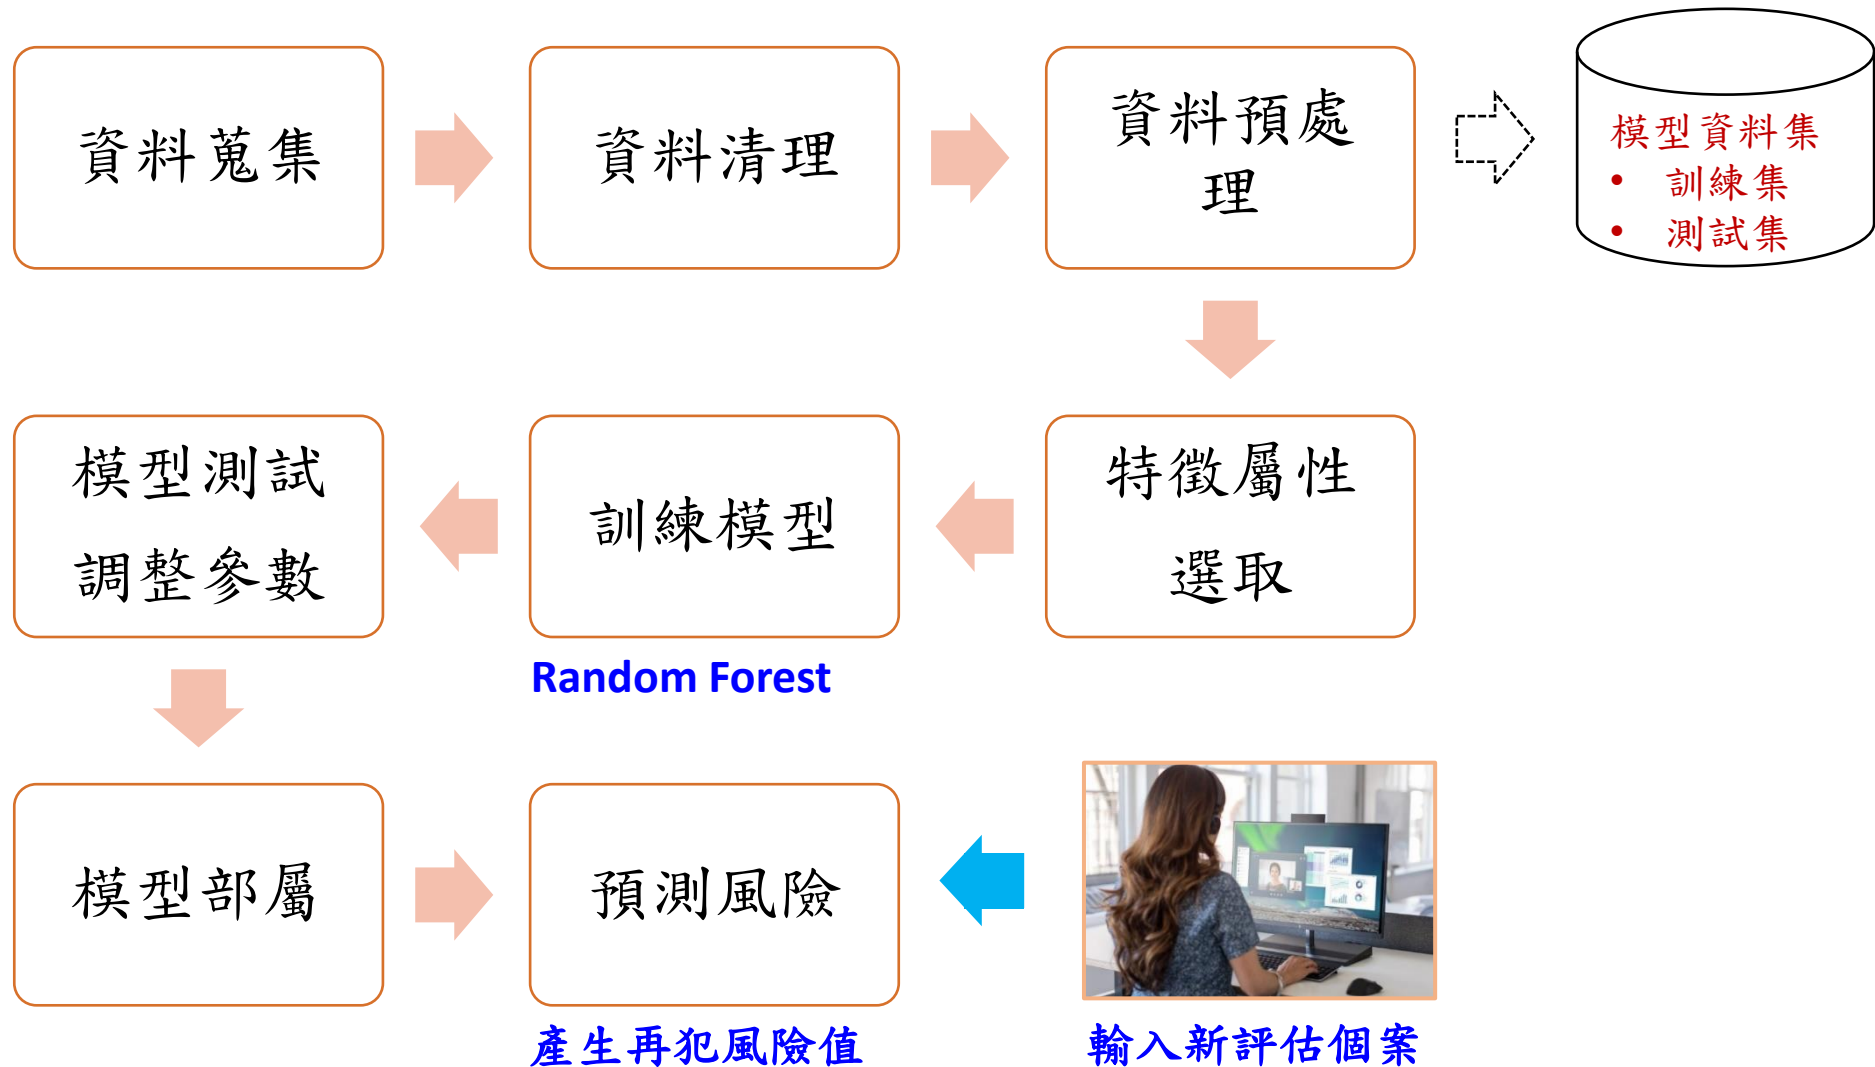 資料蒐集
資料清理
資料預處
理
模型資料集
• 訓練集
• 測試集
模型測試
調整參數
訓練模型
特徵屬性
選取
Random Forest
模型部屬
預測風險
產生再犯風險值
輸入新評估個案